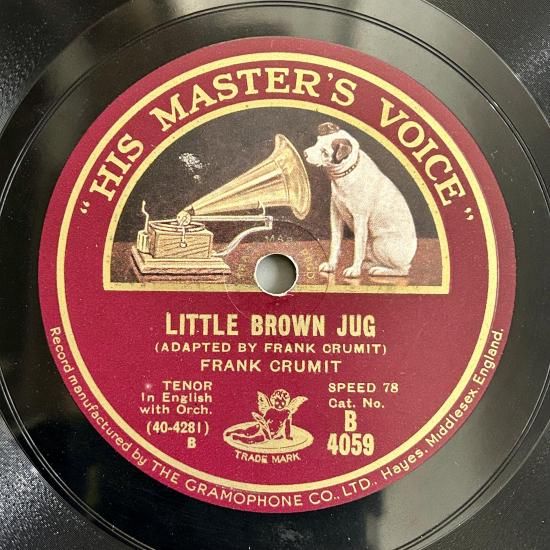 "HIS MASTER'S VOICE"
LITTLE BROWN JUG
(ADAPTED BY FRANK CRUMIT)
FRANK CRUMIT
TENOR
In English
with Orch.
(40-4281)
B
SPEED 78
Cat. No.
B
4059
TRADE MARK
Record manufactured by THE GRAMOPHONE CO., LTD., Hayes, Middlesex, England.